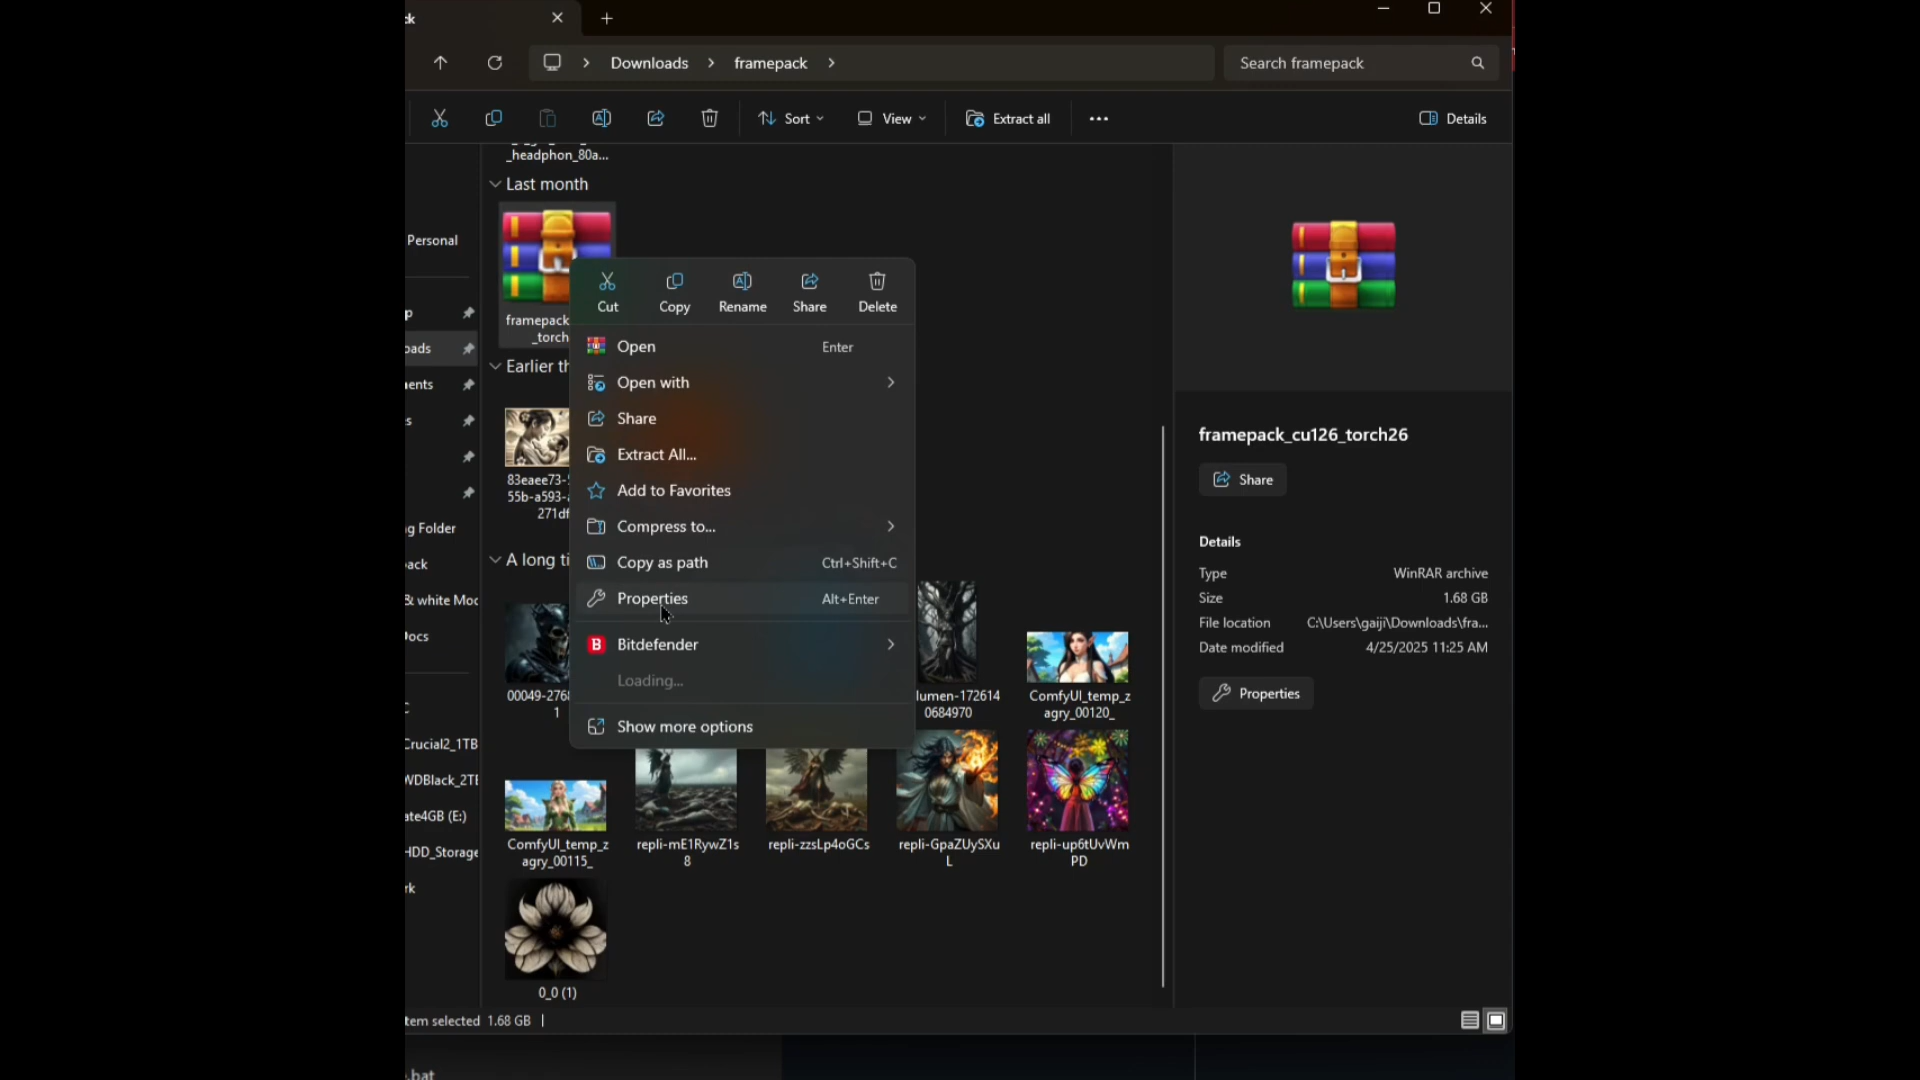 ck
Downloads
framepack
Search framepack
Sort
View
Extract all
Details
_headphon_80a...
Last month
Personal
framepack
_torch
Cut
Copy
Rename
Share
Delete
Open Enter
Open with
Share
Extract All...
Add to Favorites
Compress to...
Copy as path Ctrl+Shift+C
Properties Alt+Enter
Bitdefender
Loading...
Show more options
p
oads
ents
s
g Folder
ack
& white Moc
ocs
C
Crucial2_1TB
WDBlack_2TE
ate4GB (E:)
HDD_Storage
rk
Earlier th
83eaee73-
55b-a593-
271df
A long ti
00049-2768
1
lumen-172614
0684970
ComfyUI_temp_z
agry_00120_
ComfyUI_temp_z
agry_00115_
repli-mE1RywZ1s
8
repli-zzsLp4oGCs
repli-GpaZUySXu
L
repli-up6tUvWm
PD
0_0 (1)
framepack_cu126_torch26
Share
Details
Type WinRAR archive
Size 1.68 GB
File location C:\Users\gaiji\Downloads\fra...
Date modified 4/25/2025 11:25 AM
Properties
tem selected 1.68 GB
.bat